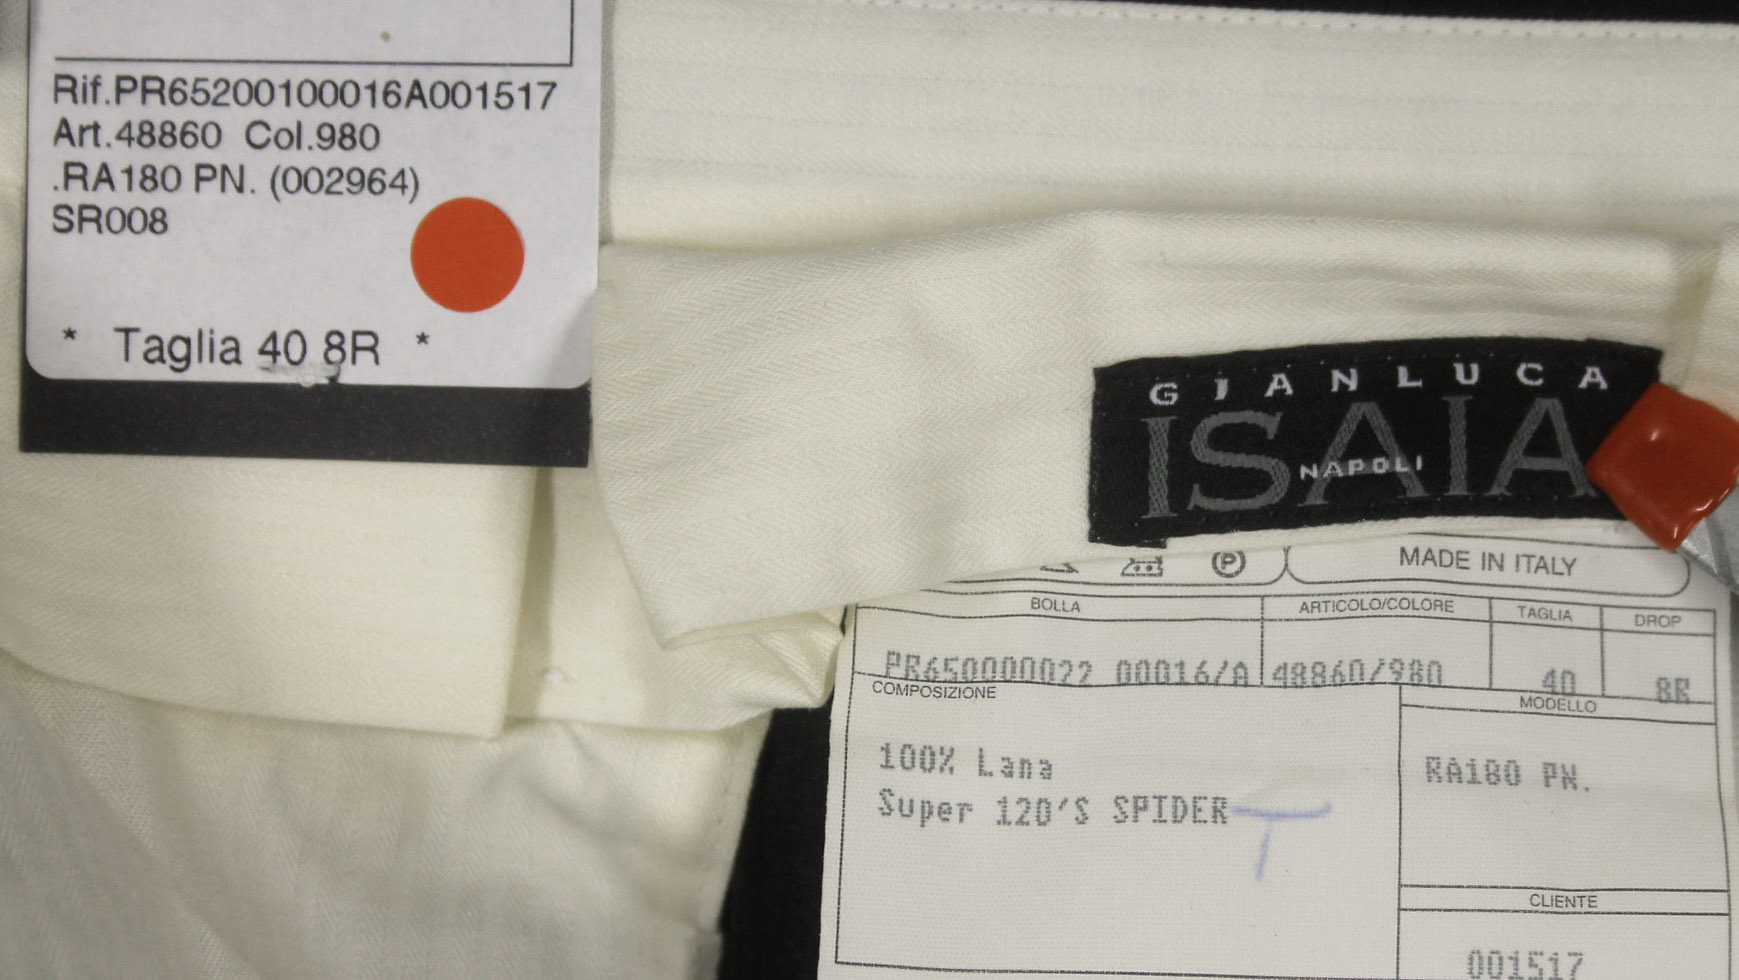 Rif.PR65200100016A001517
Art.48860 Col.980
.RA180 PN. (002964)
SR008
* Taglia 40 8R *
GIANLUCA
ISAIA
NAPOLI
P
MADE IN ITALY
BOLLA
ARTICOLO/COLORE
TAGLIA
DROP
PR650000022 00016/A
48860/980
40
8R
COMPOSIZIONE
MODELLO
100% Lana
Super 120'S SPIDER
T
RA180 PN.
CLIENTE
001517